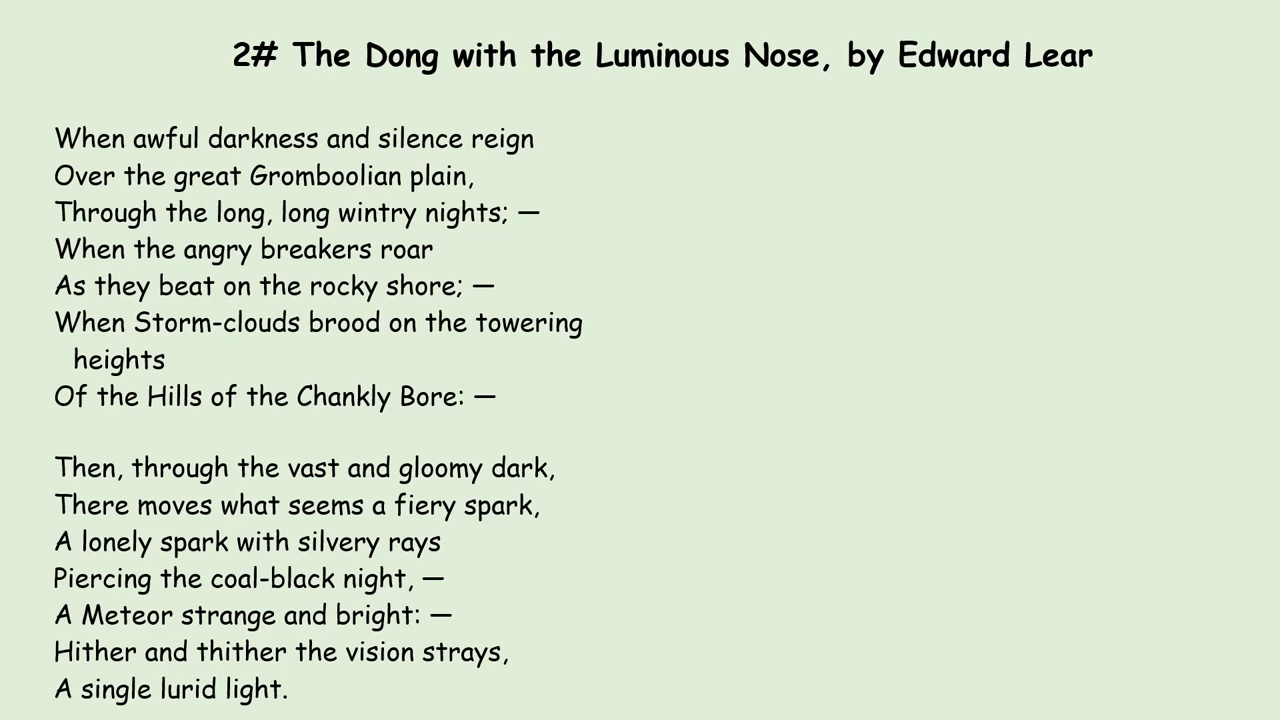 2# The Dong with the Luminous Nose, by Edward Lear
When awful darkness and silence reign
Over the great Gromboolian plain,
Through the long, long wintry nights; —
When the angry breakers roar
As they beat on the rocky shore; —
When Storm-clouds brood on the towering
heights
Of the Hills of the Chankly Bore: —
Then, through the vast and gloomy dark,
There moves what seems a fiery spark,
A lonely spark with silvery rays
Piercing the coal-black night, —
A Meteor strange and bright: —
Hither and thither the vision strays,
A single lurid light.